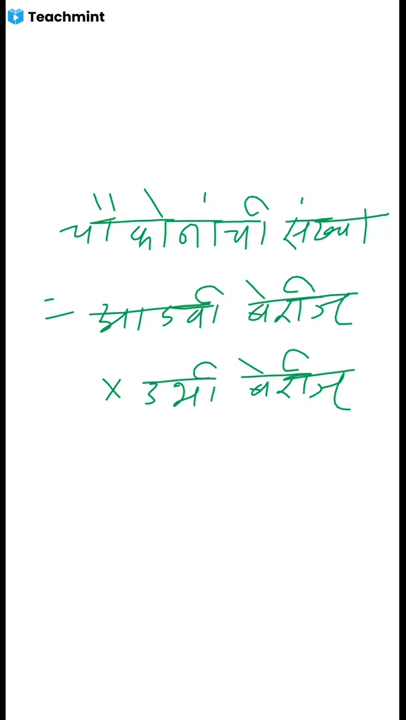 Teachmint
चौकोनांची संख्या
= आडवी बेरीज
× उभी बेरीज